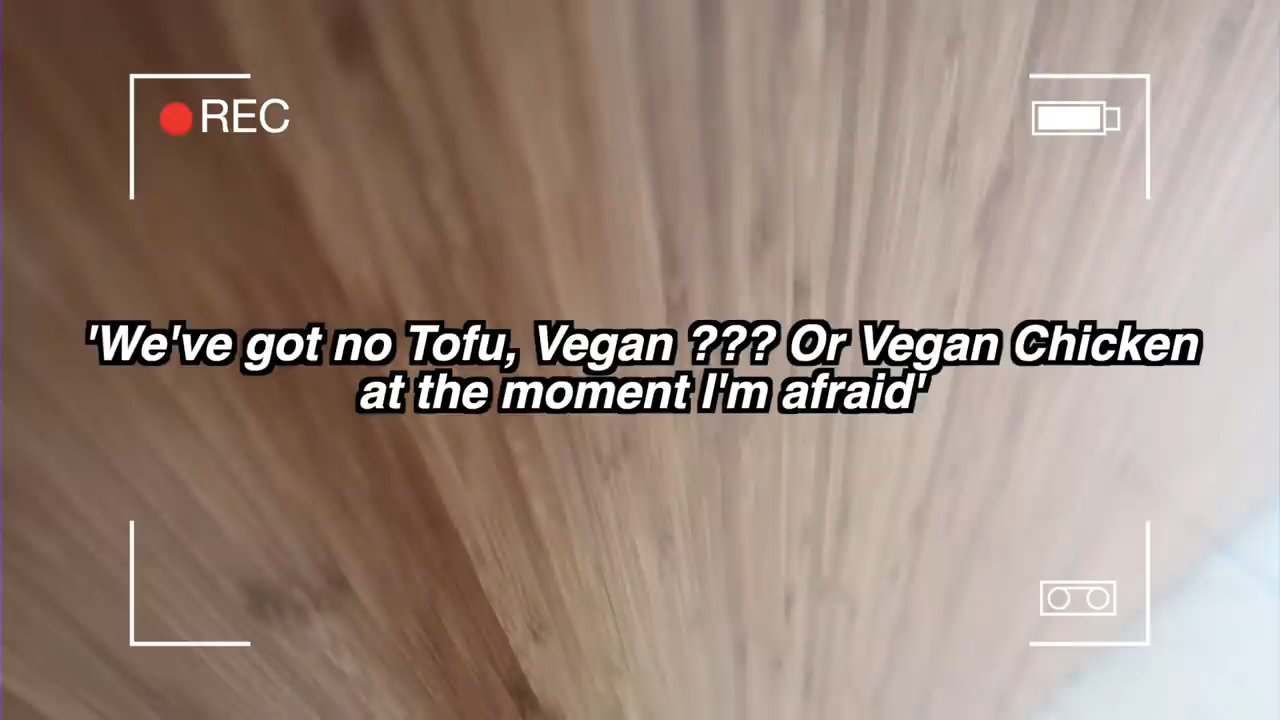 REC
'We've got no Tofu, Vegan ??? Or Vegan Chicken
at the moment I'm afraid'